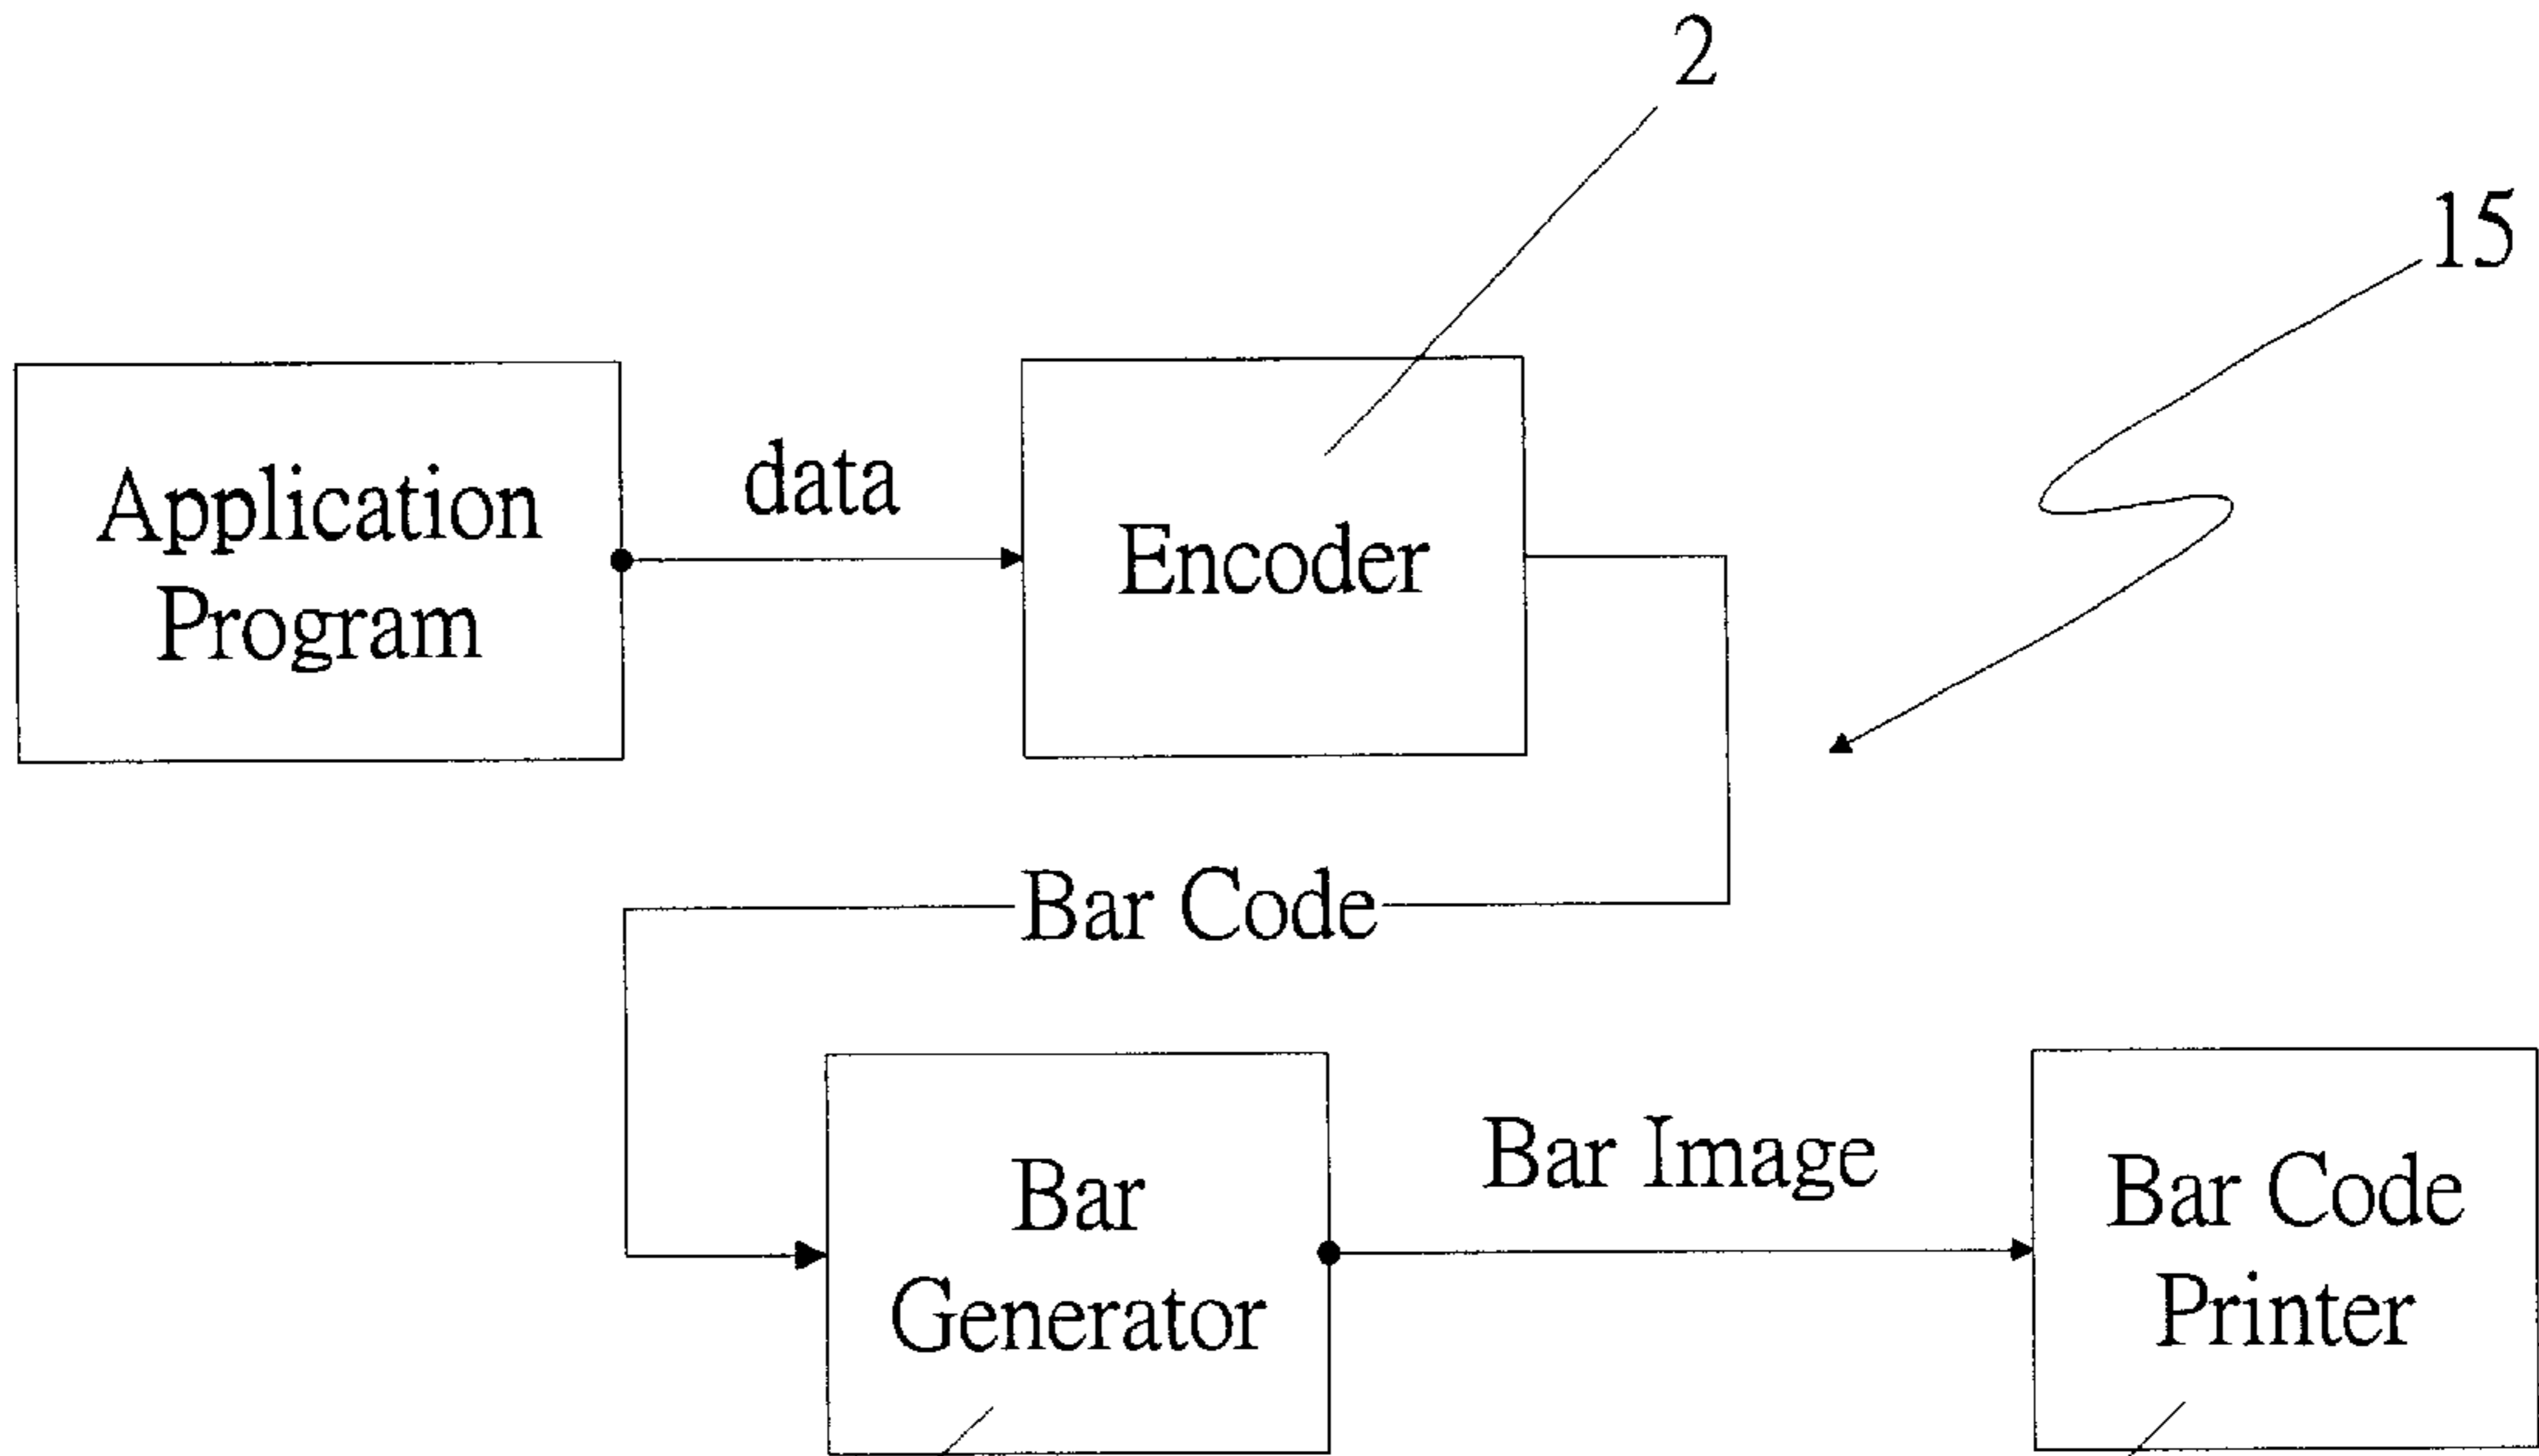 2
15
Application
Program
data
Encoder
Bar Code
Bar
Generator
Bar Image
Bar Code
Printer